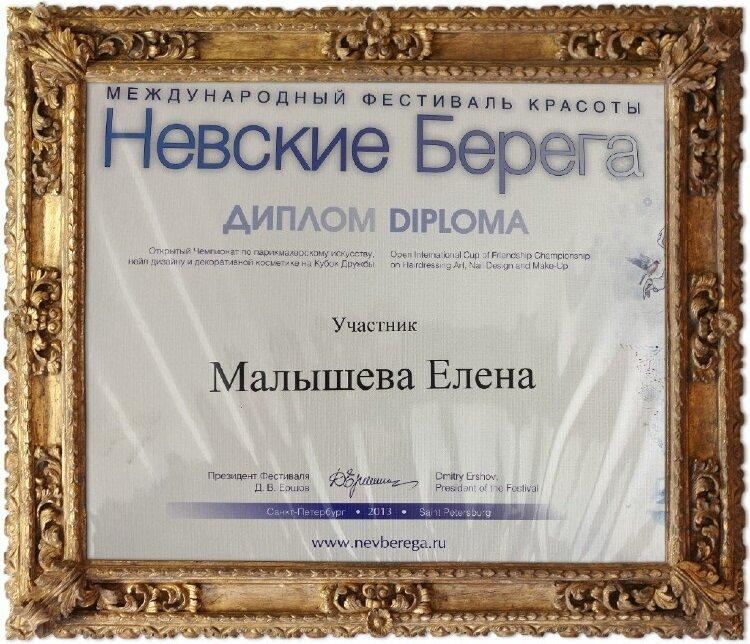 МЕЖДУНАРОДНЫЙ ФЕСТИВАЛЬ КРАСОТЫ
Невские Берега
ДИПЛОМ DIPLOMA
Открытый Чемпионат по парикмахерскому искусству,
нейл дизайну и декоративной косметике на Кубок Дружбы
Open International Cup of Friendship Championship
on Hairdressing Art, Nail Design and Make-Up
Участник
Малышева Елена
Президент Фестиваля
Д. В. Ершов
Dmitry Ershov,
President of the Festival
Санкт-Петербург • 2013 • Saint Petersburg
www.nevberega.ru